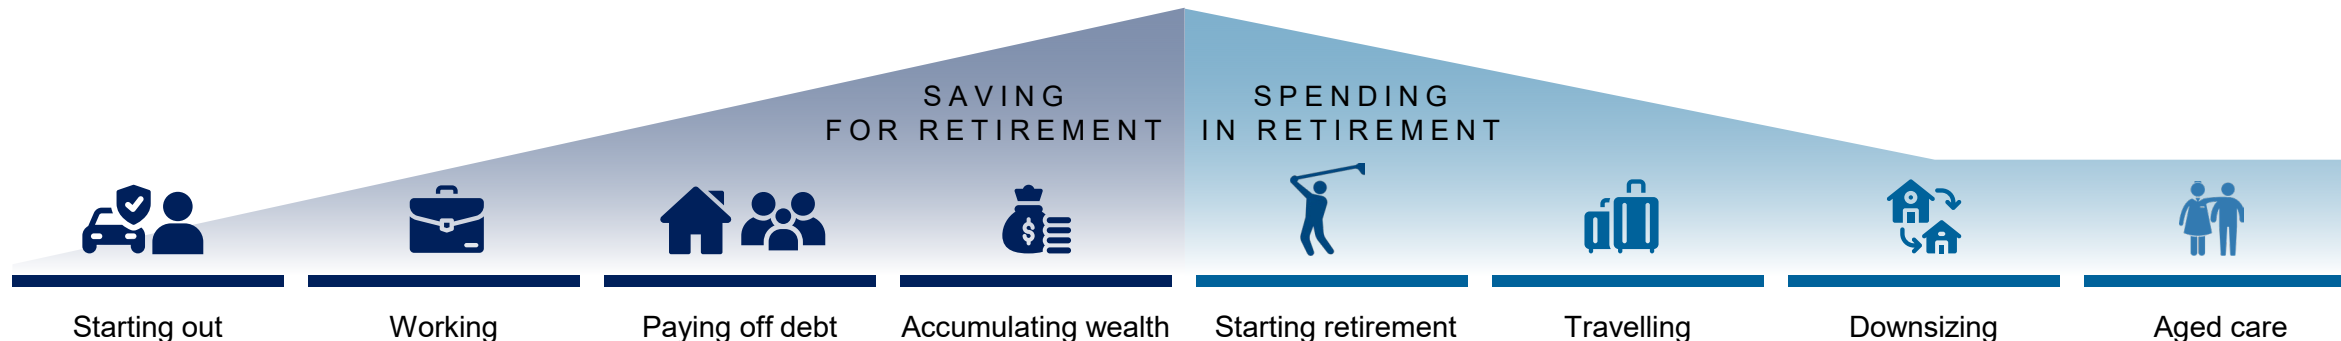 SAVING
FOR RETIREMENT
SPENDING
IN RETIREMENT
$
Starting out
Working
Paying off debt
Accumulating wealth
Starting retirement
Travelling
Downsizing
Aged care